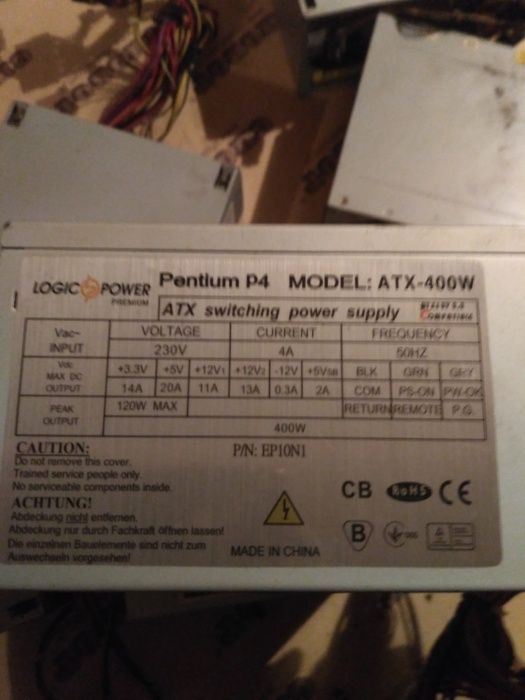 LOGIC POWER
PREMIUM
Pentium P4 MODEL: ATX-400W
ATX switching power supply
Vac~ INPUT
VOLTAGE CURRENT FREQUENCY
230V 4A 50HZ
Vdc MAX DC OUTPUT
+3.3V +5V +12V1 +12V2 -12V +5VSB BLK GRN GRY
14A 20A 11A 13A 0.3A 2A COM PS-ON PW-OK
PEAK OUTPUT
120W MAX RETURN REMOTE P.G.
400W
CAUTION:
Do not remove this cover.
Trained service people only.
No serviceable components inside.
P/N: EP10N1
ACHTUNG!
Abdeckung nicht entfernen.
Abdeckung nur durch Fachkraft öffnen lassen!
Die einzelnen Bauelemente sind nicht zum
Auswechseln vorgesehen!
MADE IN CHINA
CB RoHS CE
B